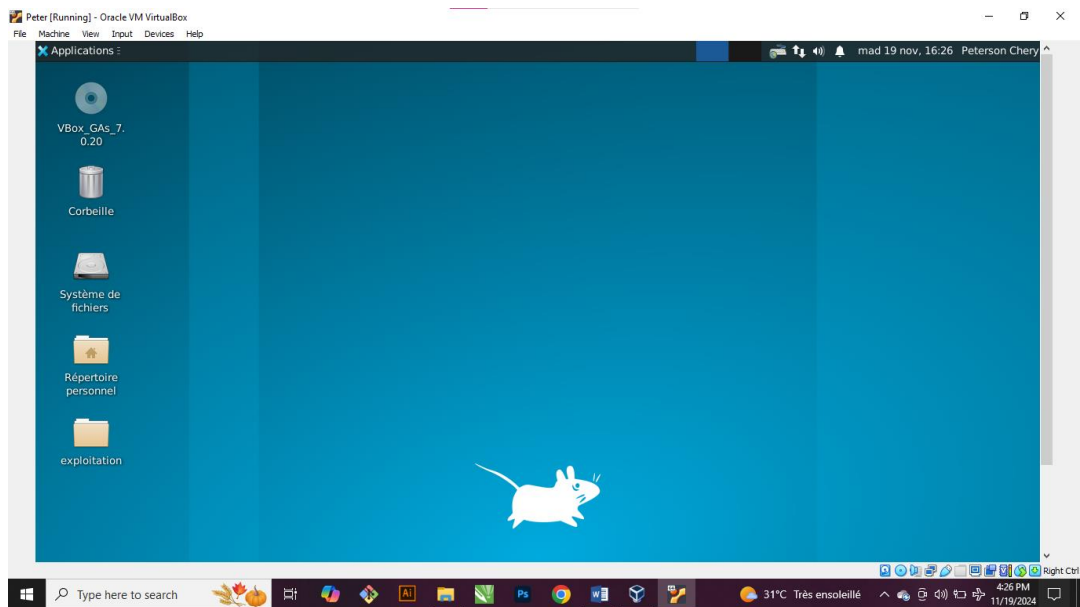 Peter [Running] - Oracle VM VirtualBox
File Machine View Input Devices Help
Applications
mad 19 nov, 16:26 Peterson Chery
VBox_GAs_7.
0.20
Corbeille
Système de
fichiers
Répertoire
personnel
exploitation
Right Ctrl
Type here to search
Ai
Ps
W
31°C Très ensoleillé
4:26 PM
11/19/2024